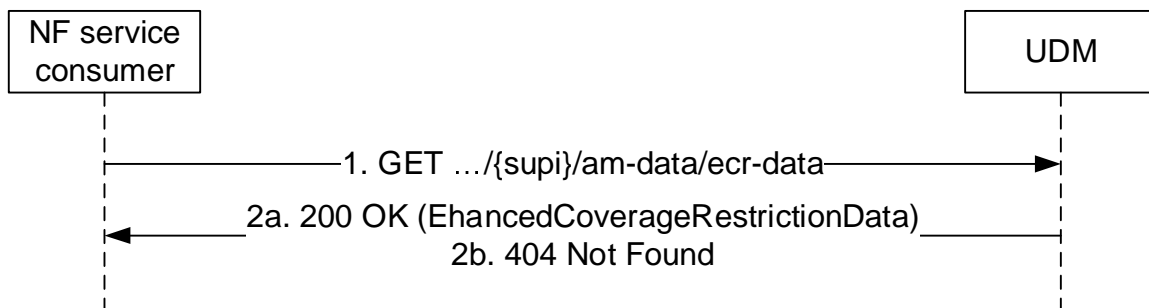 NF service
consumer
UDM
1. GET …/{supi}/am-data/ecr-data
2a. 200 OK (EhancedCoverageRestrictionData)
2b. 404 Not Found